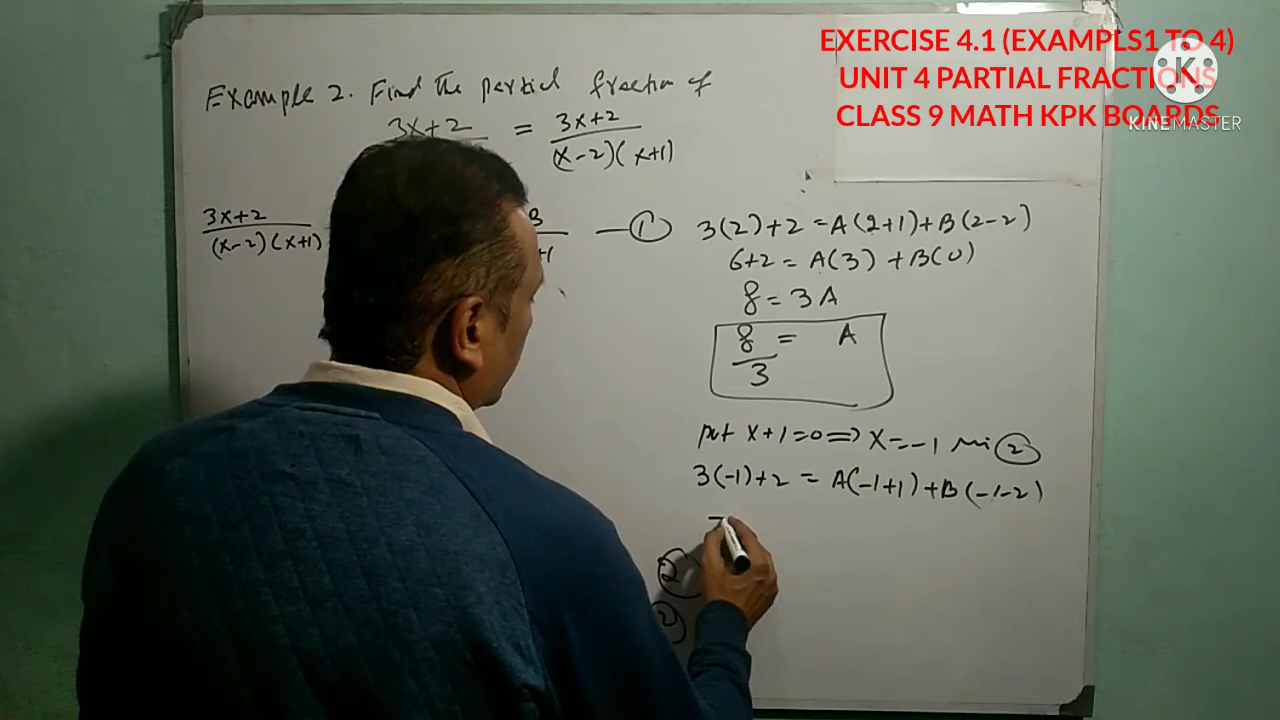 EXERCISE 4.1 (EXAMPLS1 TO 4)
UNIT 4 PARTIAL FRACTIONS
CLASS 9 MATH KPK BOARDS
KINEMASTER
Example 2. Find the partial fraction of
3x+2 = 3x+2
(x-2)(x+1)
3x+2
(x-2)(x+1)
+1
— ①
3(2)+2 = A(2+1)+B(2-2)
6+2 = A(3) + B(0)
8 = 3A
8/3 = A
put x+1=0 => x=-1 in ②
3(-1)+2 = A(-1+1)+B(-1-2)
②
②